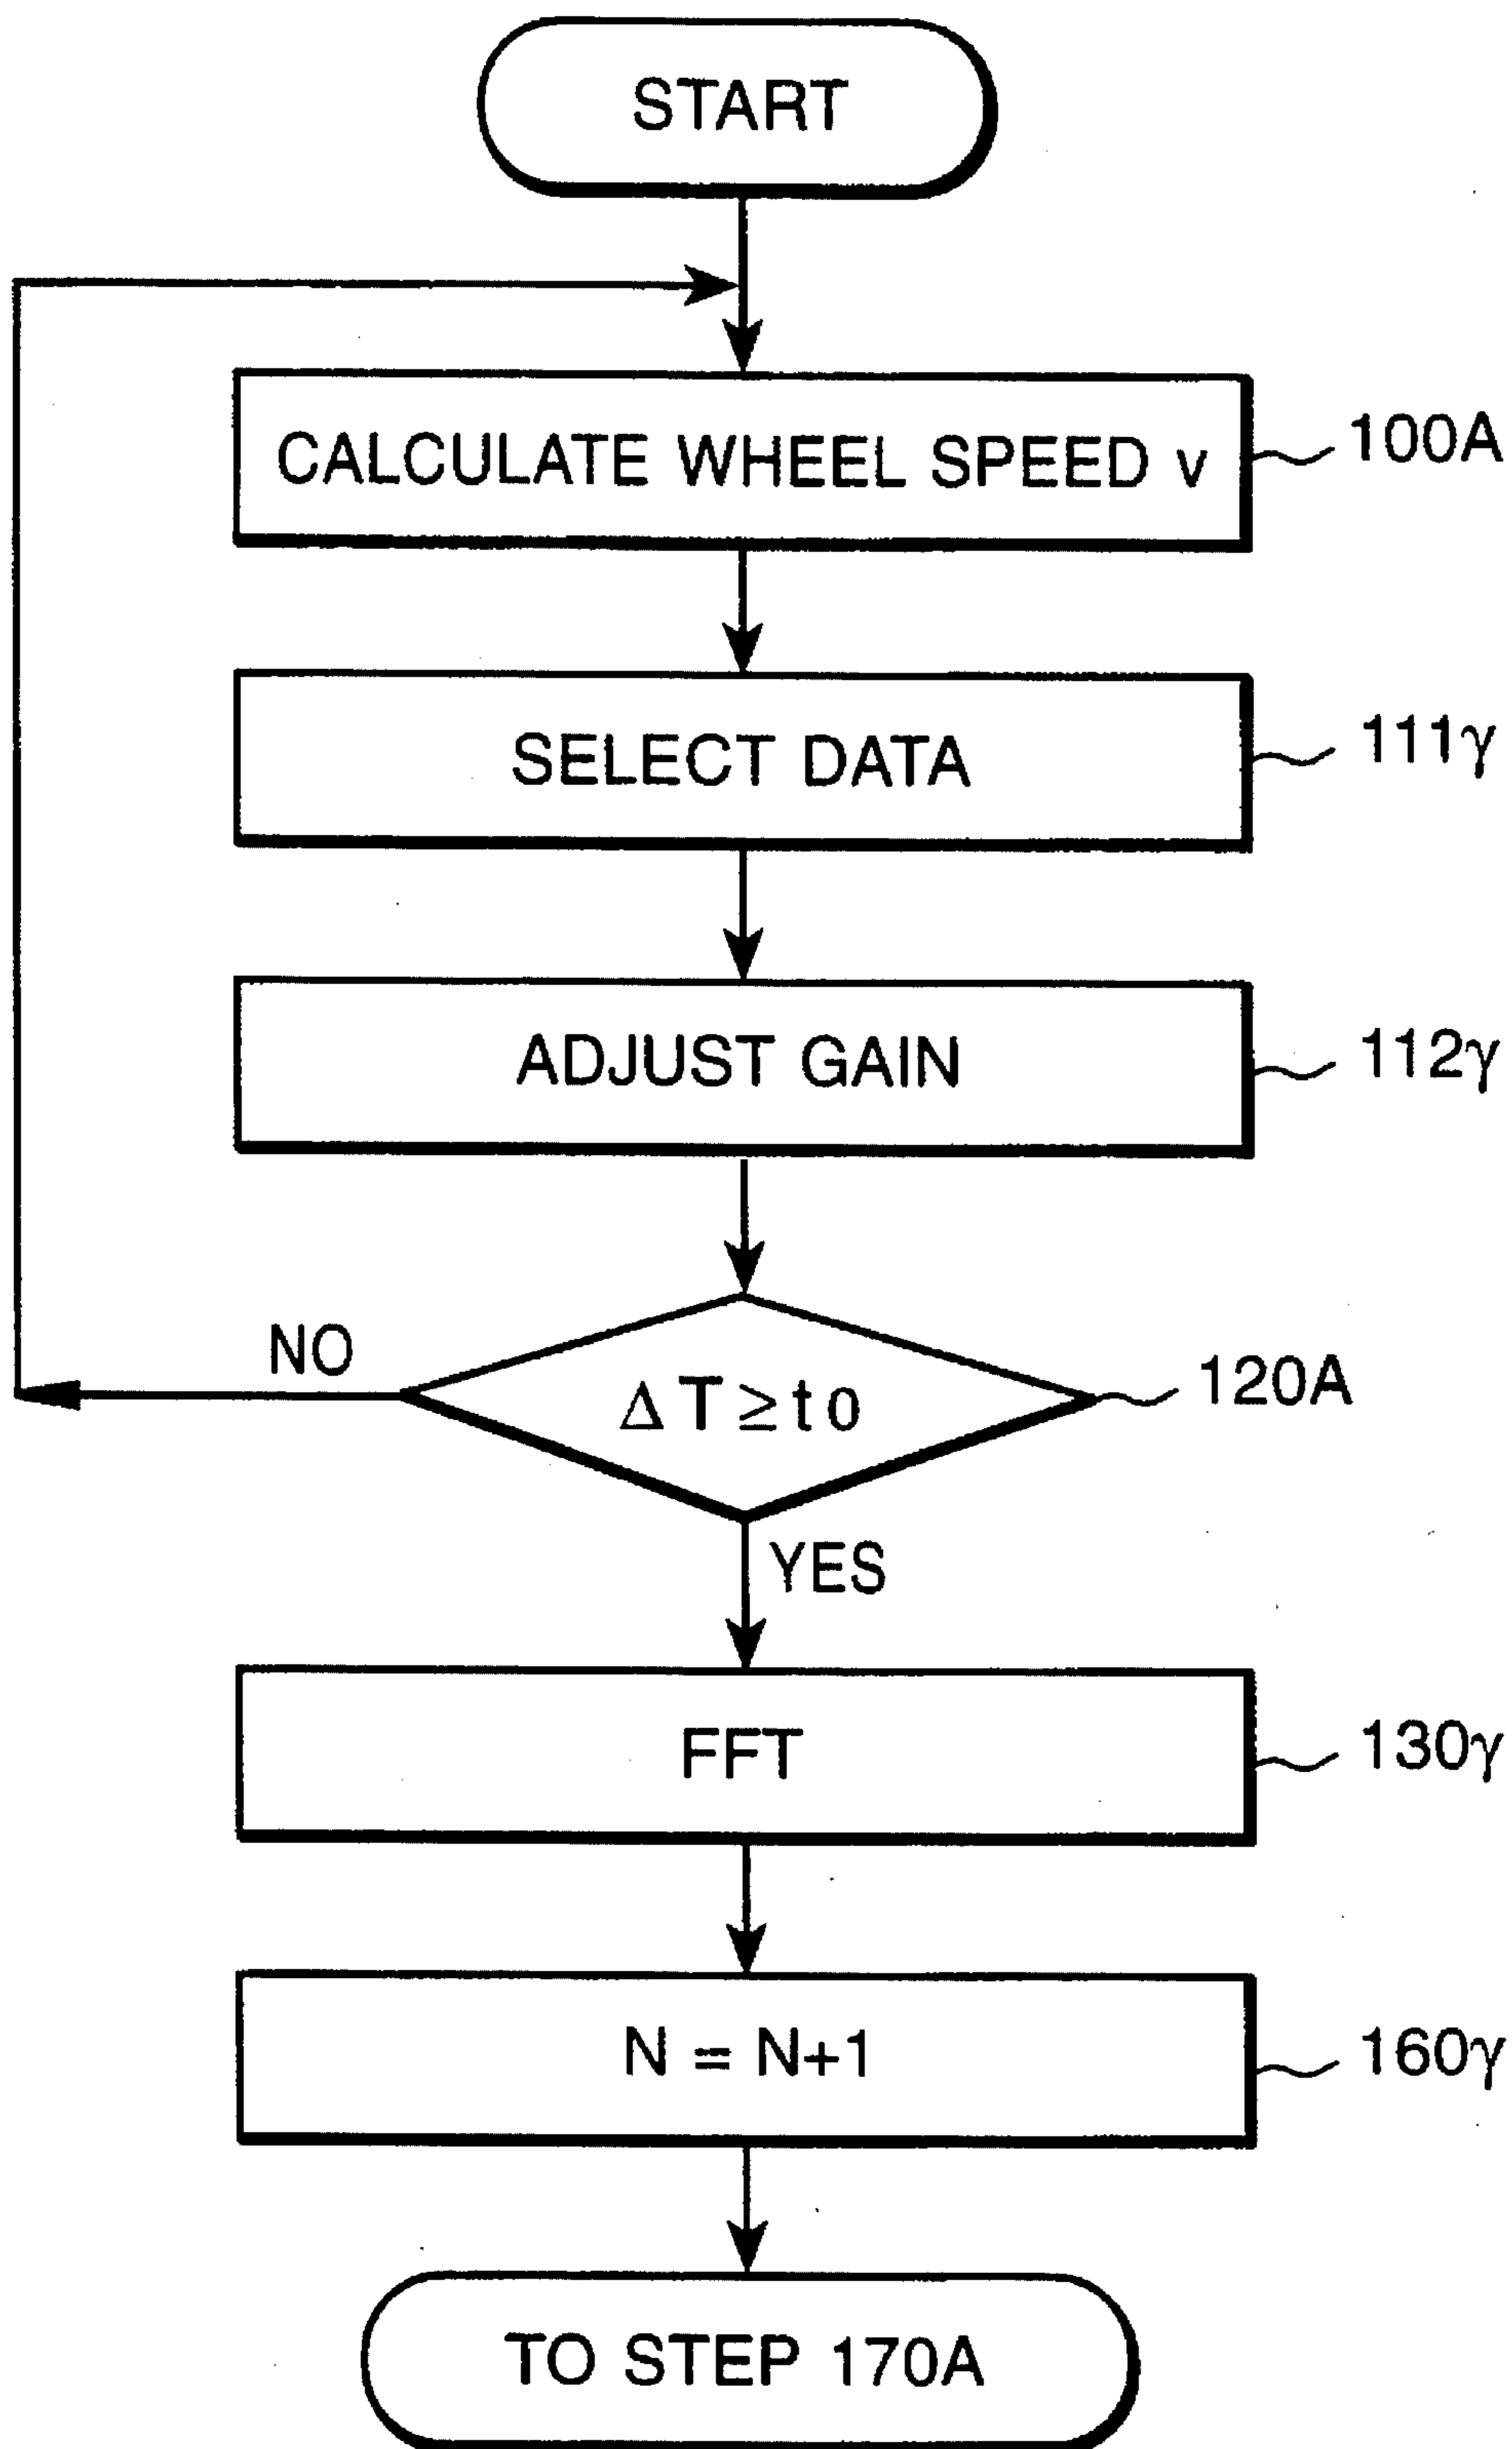 START
CALCULATE WHEEL SPEED v
100A
SELECT DATA
111γ
ADJUST GAIN
112γ
NO
Δ T ≥ to
120A
YES
FFT
130γ
N = N+1
160γ
TO STEP 170A